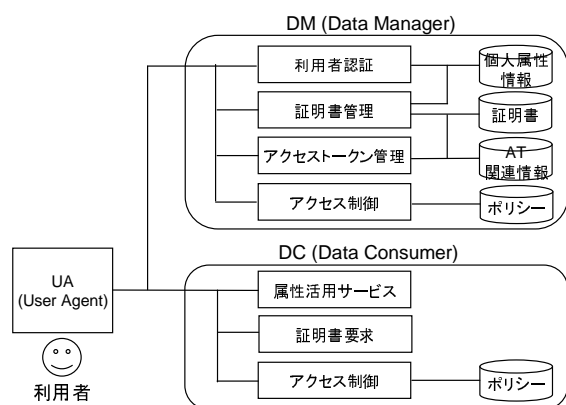 DM (Data Manager)
利用者認証
個人属性
情報
証明書管理
証明書
アクセストークン管理
AT
関連情報
アクセス制御
ポリシー
DC (Data Consumer)
UA
(User Agent)
利用者
属性活用サービス
証明書要求
アクセス制御
ポリシー